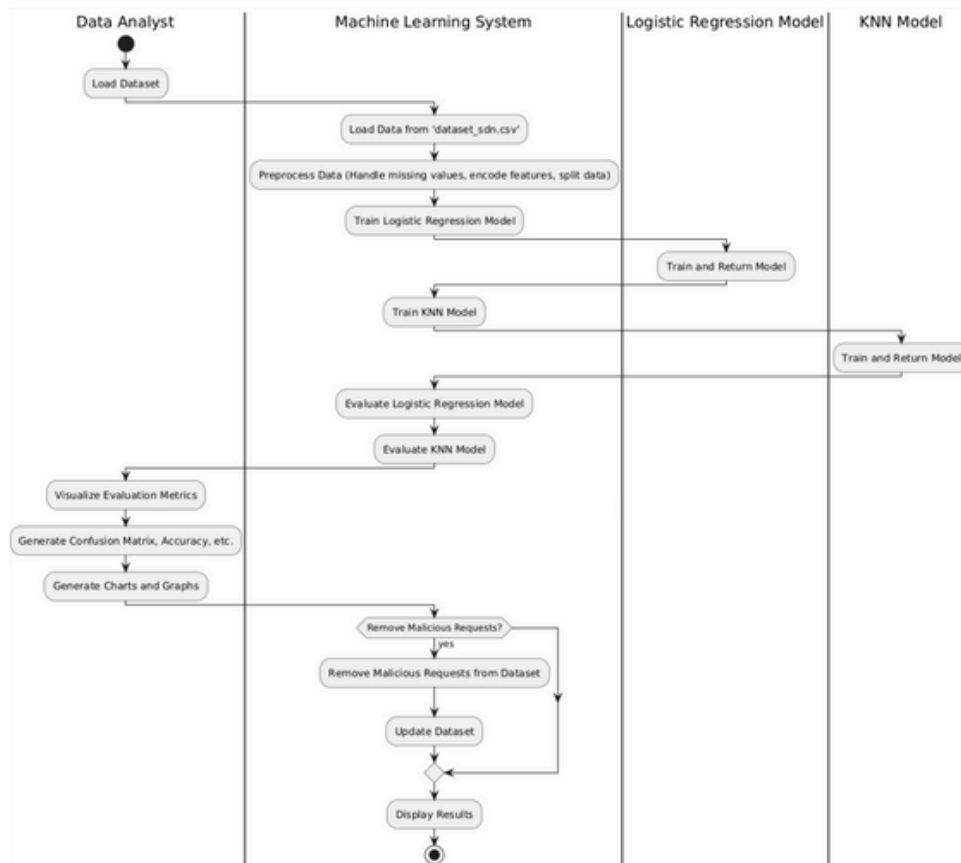 Data Analyst
Machine Learning System
Logistic Regression Model
KNN Model
Load Dataset
Load Data from 'dataset_sdn.csv'
Preprocess Data (Handle missing values, encode features, split data)
Train Logistic Regression Model
Train and Return Model
Train KNN Model
Train and Return Model
Evaluate Logistic Regression Model
Evaluate KNN Model
Visualize Evaluation Metrics
Generate Confusion Matrix, Accuracy, etc.
Generate Charts and Graphs
Remove Malicious Requests?
yes
Remove Malicious Requests from Dataset
Update Dataset
Display Results